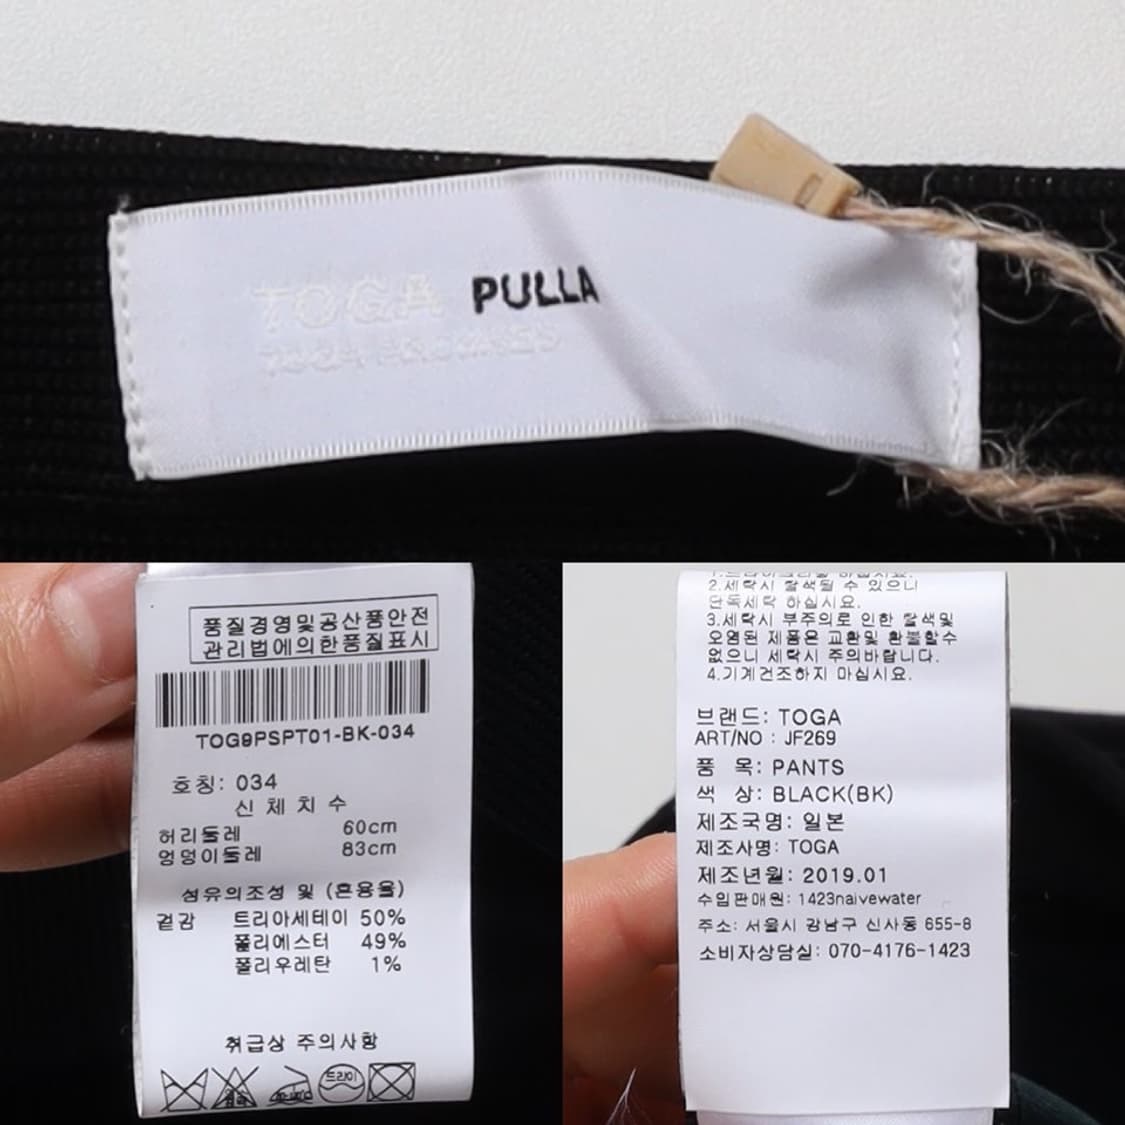 TOGA PULLA
품질경영및공산품안전
관리법에의한품질표시
TOG9PSPT01-BK-034
호칭: 034
신 체 치 수
허리둘레 60cm
엉덩이둘레 83cm
섬유의조성 및 (혼용율)
겉감 트리아세테이 50%
폴리에스터 49%
폴리우레탄 1%
취급상 주의사항
드라이
2.세탁시 탈색될 수 있으니
단독세탁 하십시요.
3.세탁시 부주의로 인한 탈색및
오염된 제품은 교환및 환불할수
없으니 세탁시 주의바랍니다.
4.기계건조하지 마십시요.
브랜드: TOGA
ART/NO : JF269
품 목: PANTS
색 상: BLACK(BK)
제조국명: 일본
제조사명: TOGA
제조년월: 2019.01
수입판매원: 1423naivewater
주소: 서울시 강남구 신사동 655-8
소비자상담실: 070-4176-1423